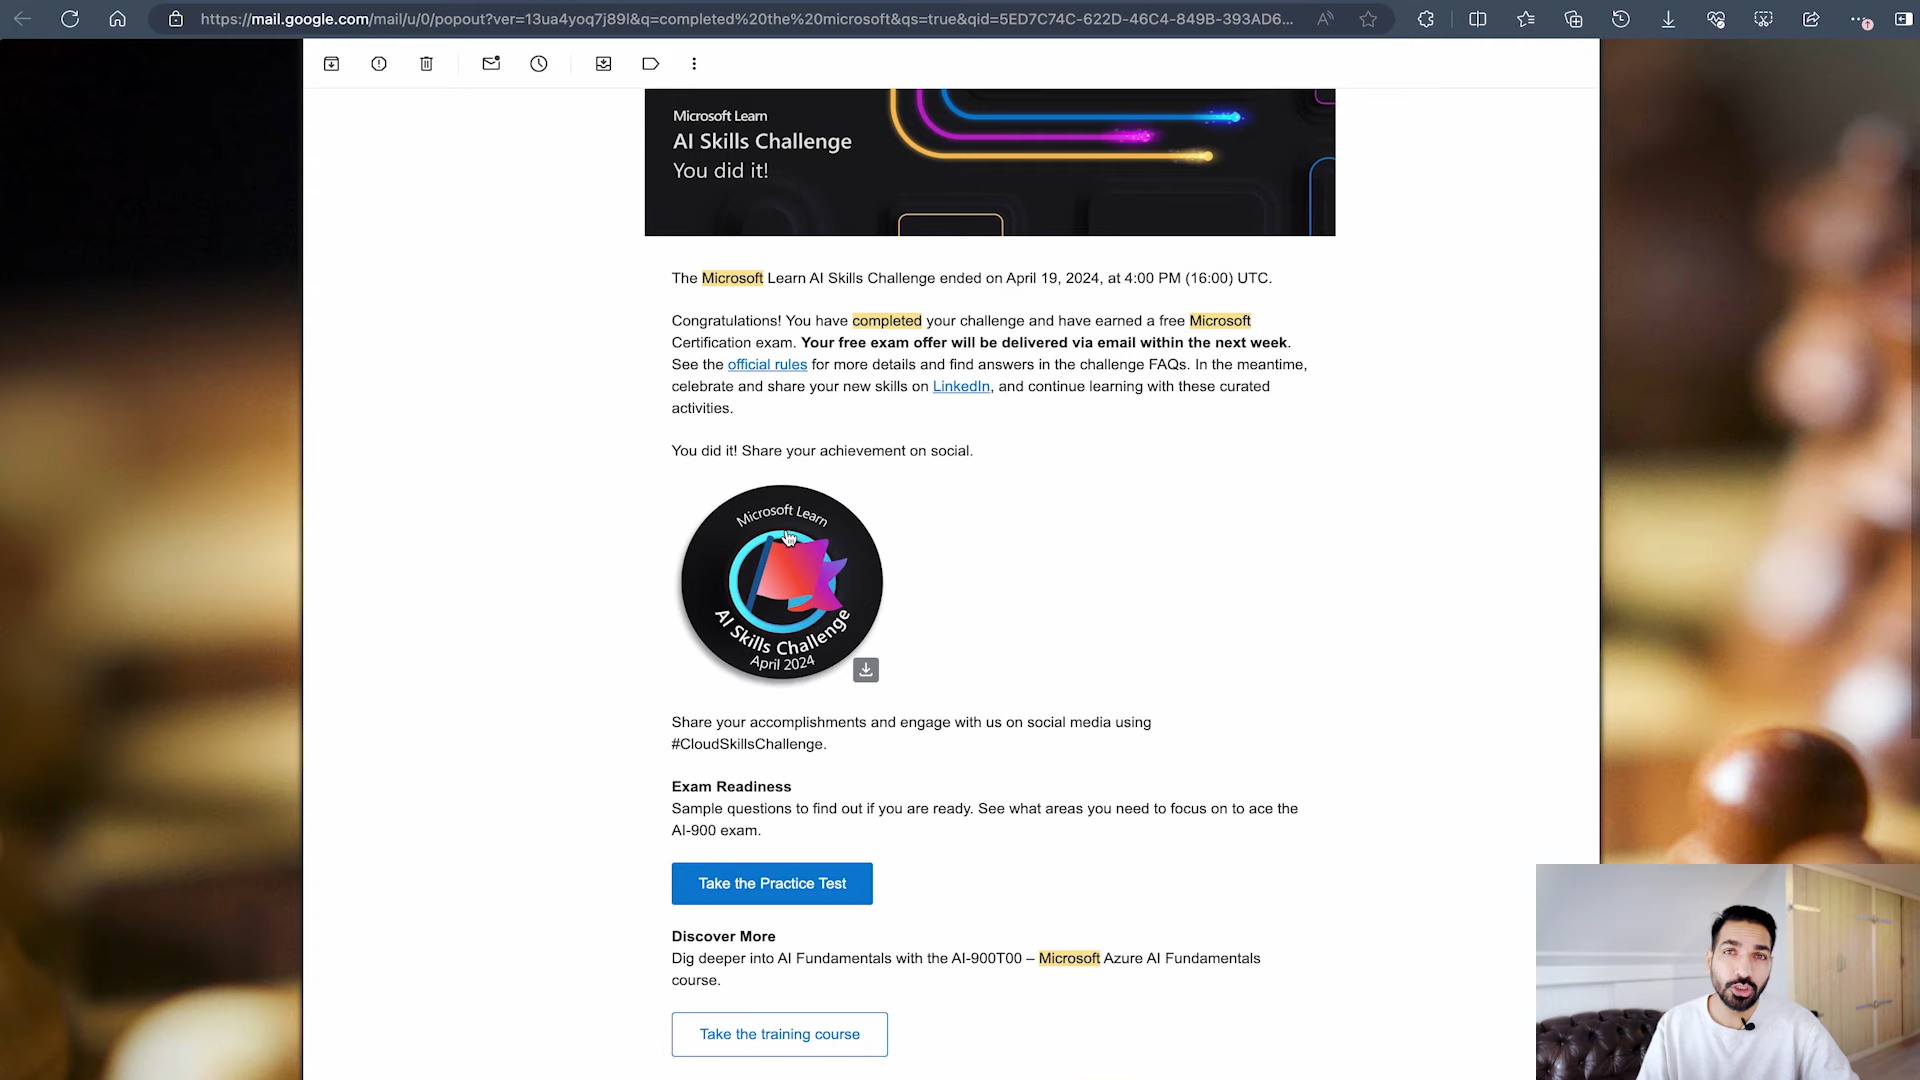 https://mail.google.com/mail/u/0/popout?ver=13ua4yoq7j89l&q=completed%20the%20microsoft&qs=true&qid=5ED7C74C-622D-46C4-849B-393AD6...
Microsoft Learn
AI Skills Challenge
You did it!
The Microsoft Learn AI Skills Challenge ended on April 19, 2024, at 4:00 PM (16:00) UTC.
Congratulations! You have completed your challenge and have earned a free Microsoft
Certification exam. Your free exam offer will be delivered via email within the next week.
See the official rules for more details and find answers in the challenge FAQs. In the meantime,
celebrate and share your new skills on LinkedIn, and continue learning with these curated
activities.
You did it! Share your achievement on social.
Microsoft Learn
AI Skills Challenge
April 2024
Share your accomplishments and engage with us on social media using
#CloudSkillsChallenge.
Exam Readiness
Sample questions to find out if you are ready. See what areas you need to focus on to ace the
AI-900 exam.
Take the Practice Test
Discover More
Dig deeper into AI Fundamentals with the AI-900T00 – Microsoft Azure AI Fundamentals
course.
Take the training course